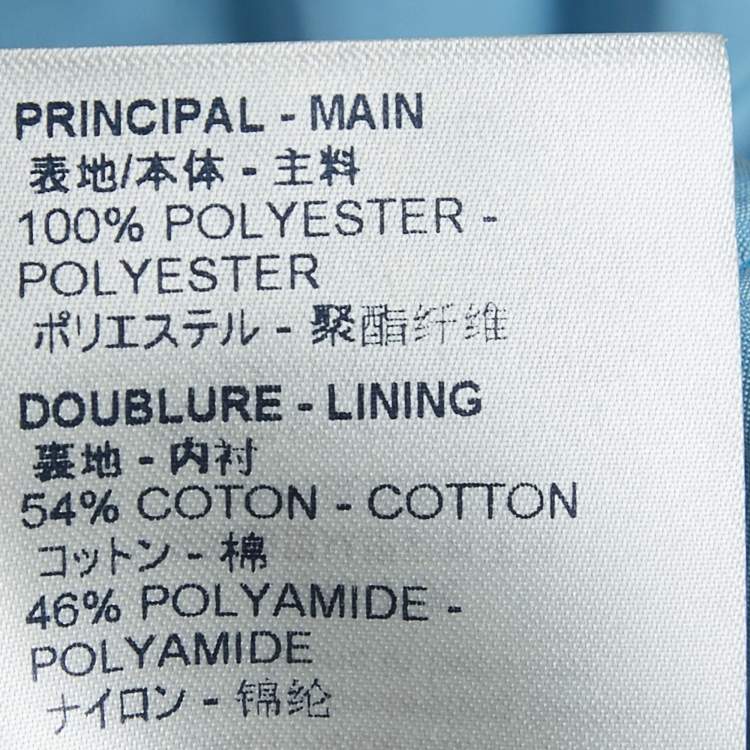 PRINCIPAL - MAIN
表地/本体 - 主料
100% POLYESTER -
POLYESTER
ポリエステル - 聚酯纤维
DOUBLURE - LINING
裏地 - 内衬
54% COTON - COTTON
コットン - 棉
46% POLYAMIDE -
POLYAMIDE
ナイロン - 锦纶